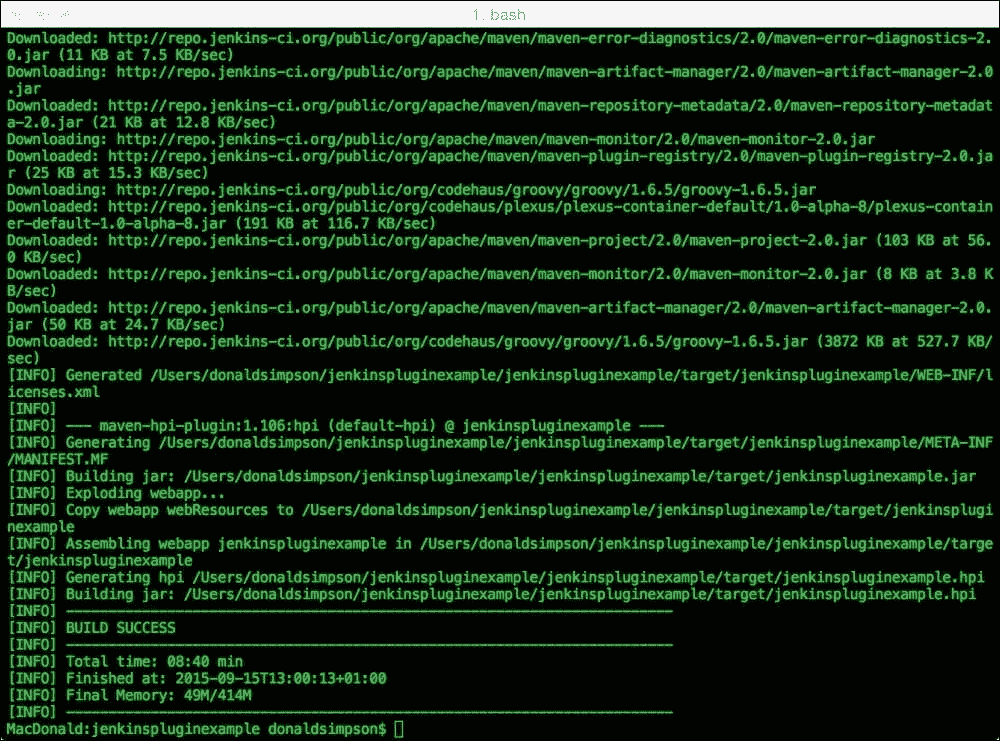 1. bash
Downloaded: http://repo.jenkins-ci.org/public/org/apache/maven/maven-error-diagnostics/2.0/maven-error-diagnostics-2.
0.jar (11 KB at 7.5 KB/sec)
Downloading: http://repo.jenkins-ci.org/public/org/apache/maven/maven-artifact-manager/2.0/maven-artifact-manager-2.0
.jar
Downloaded: http://repo.jenkins-ci.org/public/org/apache/maven/maven-repository-metadata/2.0/maven-repository-metadat
a-2.0.jar (21 KB at 12.8 KB/sec)
Downloading: http://repo.jenkins-ci.org/public/org/apache/maven/maven-monitor/2.0/maven-monitor-2.0.jar
Downloaded: http://repo.jenkins-ci.org/public/org/apache/maven/maven-plugin-registry/2.0/maven-plugin-registry-2.0.ja
r (25 KB at 15.3 KB/sec)
Downloading: http://repo.jenkins-ci.org/public/org/codehaus/groovy/groovy/1.6.5/groovy-1.6.5.jar
Downloaded: http://repo.jenkins-ci.org/public/org/codehaus/plexus/plexus-container-default/1.0-alpha-8/plexus-contain
er-default-1.0-alpha-8.jar (191 KB at 116.7 KB/sec)
Downloaded: http://repo.jenkins-ci.org/public/org/apache/maven/maven-project/2.0/maven-project-2.0.jar (103 KB at 56.
0 KB/sec)
Downloaded: http://repo.jenkins-ci.org/public/org/apache/maven/maven-monitor/2.0/maven-monitor-2.0.jar (8 KB at 3.8 K
B/sec)
Downloaded: http://repo.jenkins-ci.org/public/org/apache/maven/maven-artifact-manager/2.0/maven-artifact-manager-2.0.
jar (50 KB at 24.7 KB/sec)
Downloaded: http://repo.jenkins-ci.org/public/org/codehaus/groovy/groovy/1.6.5/groovy-1.6.5.jar (3872 KB at 527.7 KB/
sec)
[INFO] Generated /Users/donaldsimpson/jenkinspluginexample/jenkinspluginexample/target/jenkinspluginexample/WEB-INF/l
icenses.xml
[INFO]
[INFO] --- maven-hpi-plugin:1.106:hpi (default-hpi) @ jenkinspluginexample ---
[INFO] Generating /Users/donaldsimpson/jenkinspluginexample/jenkinspluginexample/target/jenkinspluginexample/META-INF
/MANIFEST.MF
[INFO] Building jar: /Users/donaldsimpson/jenkinspluginexample/jenkinspluginexample/target/jenkinspluginexample.jar
[INFO] Exploding webapp...
[INFO] Copy webapp webResources to /Users/donaldsimpson/jenkinspluginexample/jenkinspluginexample/target/jenkinsplugi
nexample
[INFO] Assembling webapp jenkinspluginexample in /Users/donaldsimpson/jenkinspluginexample/jenkinspluginexample/targe
t/jenkinspluginexample
[INFO] Generating hpi /Users/donaldsimpson/jenkinspluginexample/jenkinspluginexample/target/jenkinspluginexample.hpi
[INFO] Building jar: /Users/donaldsimpson/jenkinspluginexample/jenkinspluginexample/target/jenkinspluginexample.hpi
[INFO] ------------------------------------------------------------------------
[INFO] BUILD SUCCESS
[INFO] ------------------------------------------------------------------------
[INFO] Total time: 08:40 min
[INFO] Finished at: 2015-09-15T13:00:13+01:00
[INFO] Final Memory: 49M/414M
[INFO] ------------------------------------------------------------------------
MacDonald:jenkinspluginexample donaldsimpson$